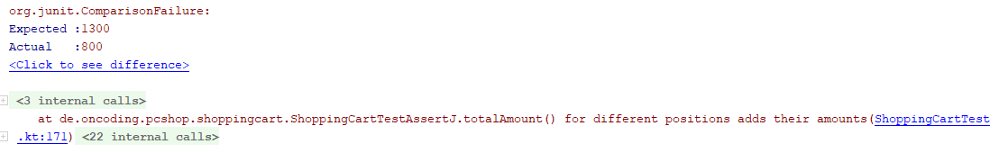 org.junit.ComparisonFailure:
Expected :1300
Actual   :800
<Click to see difference>
<3 internal calls>
at de.oncoding.pcshop.shoppingcart.ShoppingCartTestAssertJ.totalAmount() for different positions adds their amounts(ShoppingCartTest
.kt:171) <22 internal calls>